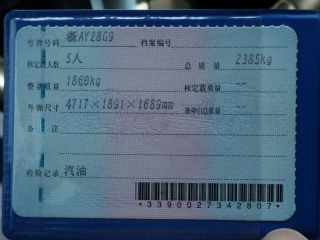 号牌号码 浙AY28G9 档案编号
核定载人数 5人 总质量 2385kg
整备质量 1860kg 核定载质量 --
外廓尺寸 4717×1891×1689mm 准牵引总质量 --
备注
检验记录 汽油
*3390027342807*